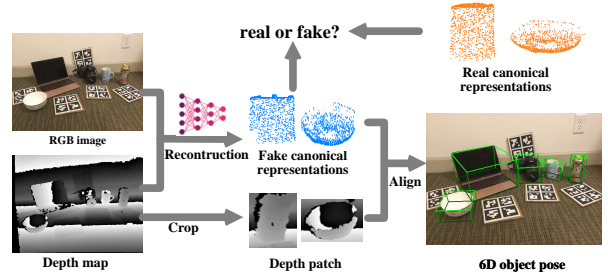 real or fake?
Real canonical
representations
RGB image
Recontruction
Fake canonical
representations
Align
Crop
Depth map
Depth patch
6D object pose